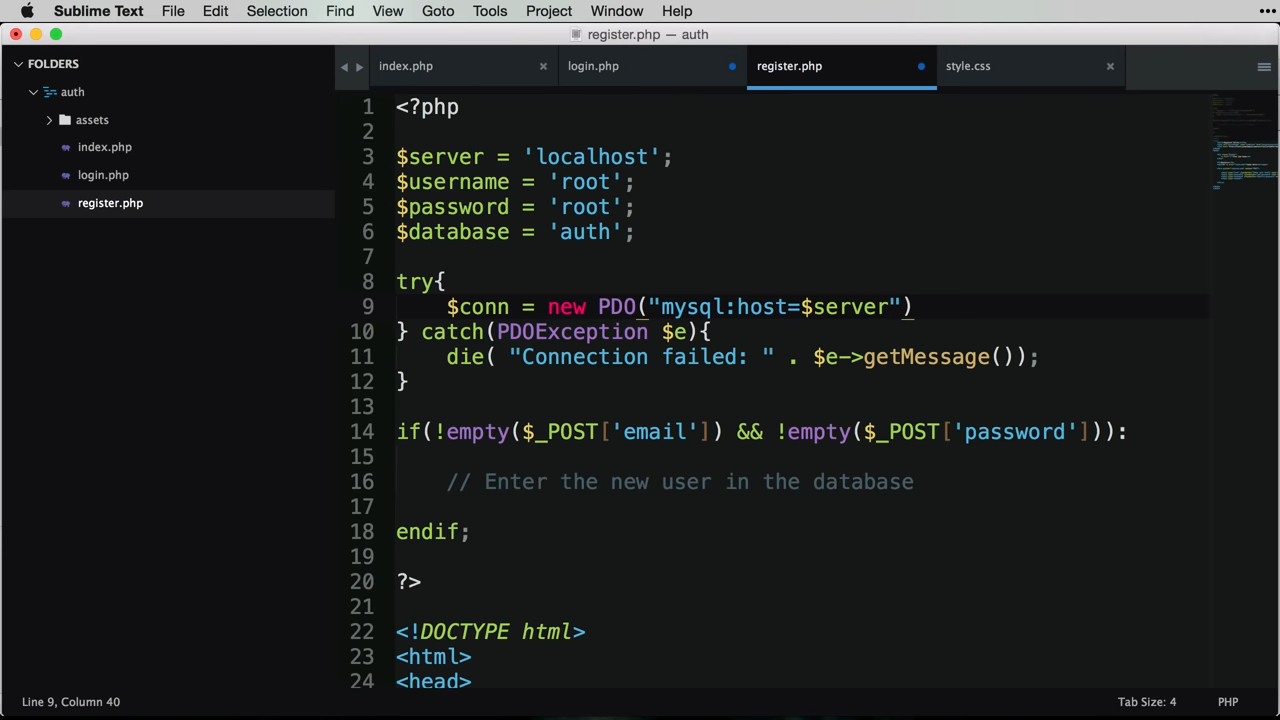 Sublime Text File Edit Selection Find View Goto Tools Project Window Help
register.php — auth
FOLDERS
auth
assets
index.php
login.php
register.php
index.php login.php register.php style.css
1 <?php
2
3 $server = 'localhost';
4 $username = 'root';
5 $password = 'root';
6 $database = 'auth';
7
8 try{
9 $conn = new PDO("mysql:host=$server")
10 } catch(PDOException $e){
11 die( "Connection failed: " . $e->getMessage());
12 }
13
14 if(!empty($_POST['email']) && !empty($_POST['password'])):
15
16 // Enter the new user in the database
17
18 endif;
19
20 ?>
21
22 <!DOCTYPE html>
23 <html>
24 <head>
Line 9, Column 40 Tab Size: 4 PHP